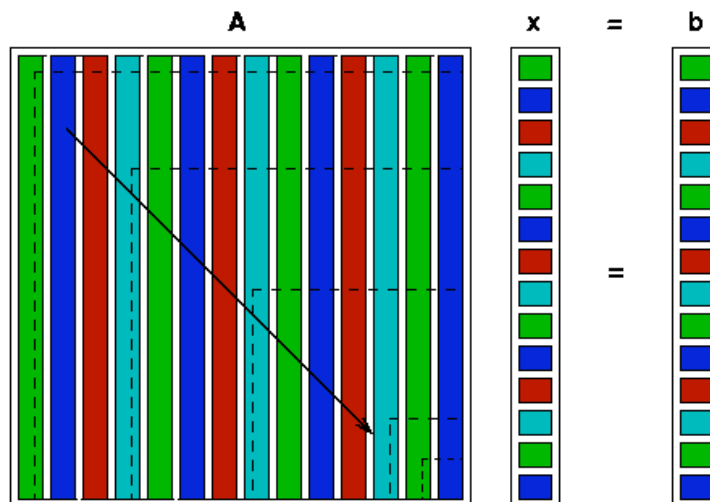 A x = b
=